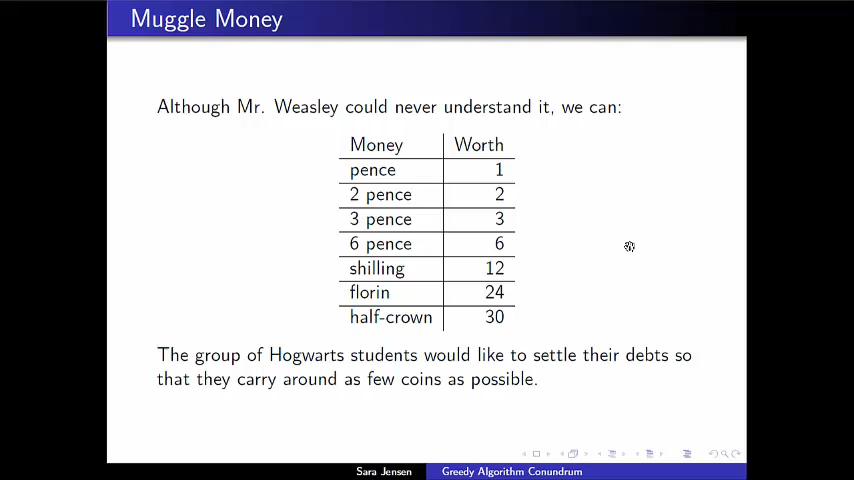 Muggle Money
Although Mr. Weasley could never understand it, we can:
Money Worth
pence 1
2 pence 2
3 pence 3
6 pence 6
shilling 12
florin 24
half-crown 30
The group of Hogwarts students would like to settle their debts so
that they carry around as few coins as possible.
Sara Jensen Greedy Algorithm Conundrum